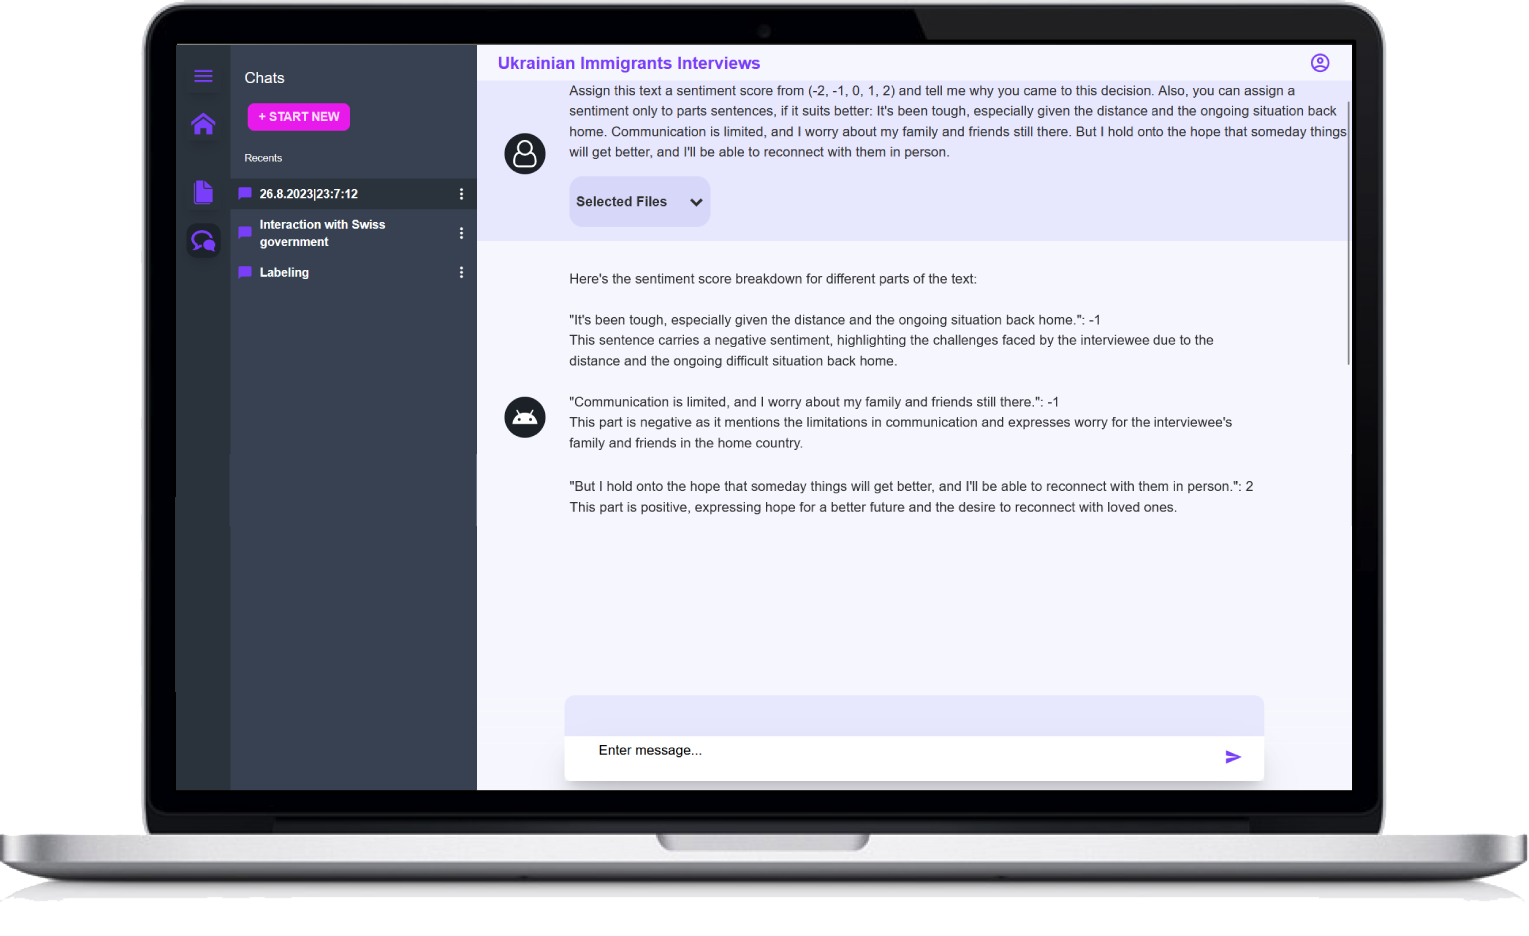 Chats
+ START NEW
Recents
26.8.2023|23:7:12
Interaction with Swiss
government
Labeling
Ukrainian Immigrants Interviews
Assign this text a sentiment score from (-2, -1, 0, 1, 2) and tell me why you came to this decision. Also, you can assign a
sentiment only to parts sentences, if it suits better: It's been tough, especially given the distance and the ongoing situation back
home. Communication is limited, and I worry about my family and friends still there. But I hold onto the hope that someday things
will get better, and I'll be able to reconnect with them in person.
Selected Files
Here's the sentiment score breakdown for different parts of the text:
"It's been tough, especially given the distance and the ongoing situation back home.": -1
This sentence carries a negative sentiment, highlighting the challenges faced by the interviewee due to the
distance and the ongoing difficult situation back home.
"Communication is limited, and I worry about my family and friends still there.": -1
This part is negative as it mentions the limitations in communication and expresses worry for the interviewee's
family and friends in the home country.
"But I hold onto the hope that someday things will get better, and I'll be able to reconnect with them in person.": 2
This part is positive, expressing hope for a better future and the desire to reconnect with loved ones.
Enter message...